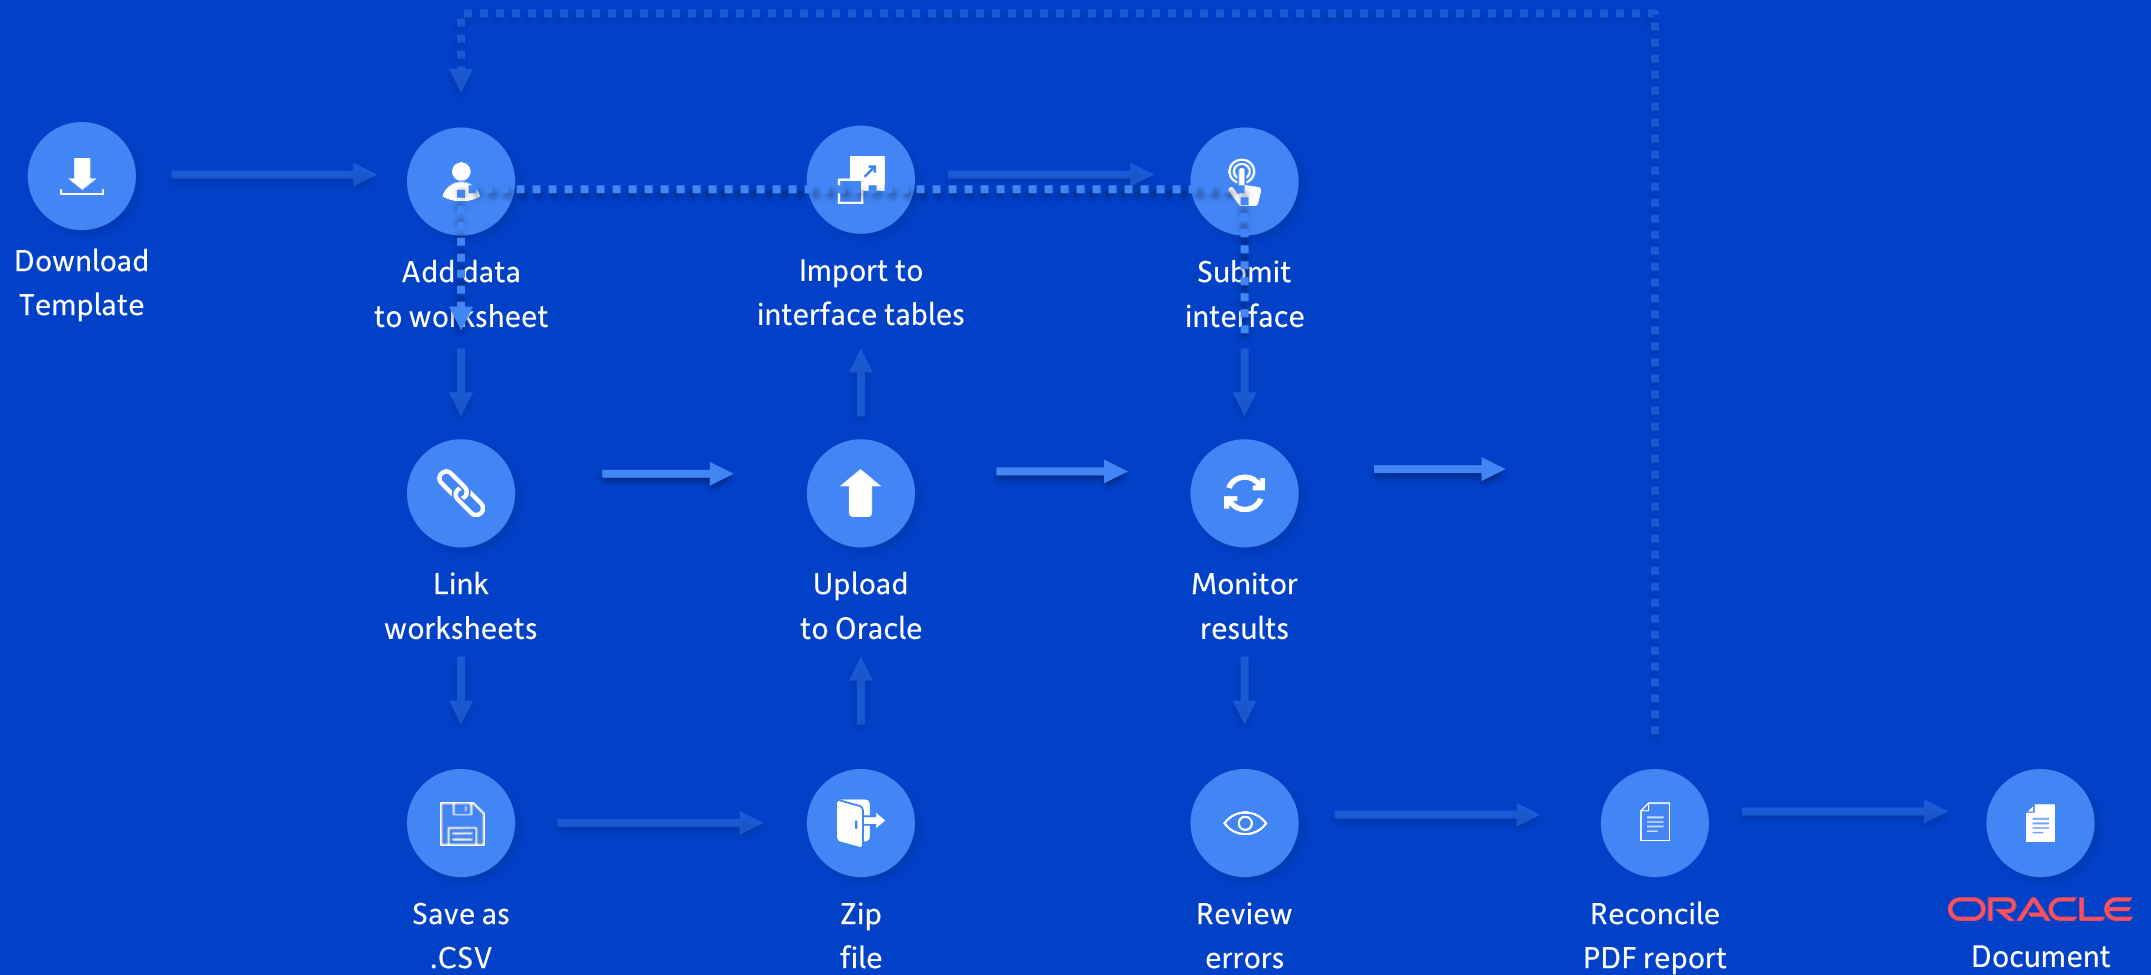 Download
Template
Add data
to worksheet
Import to
interface tables
Submit
interface
Link
worksheets
Upload
to Oracle
Monitor
results
Save as
.CSV
Zip
file
Review
errors
Reconcile
PDF report
ORACLE
Document